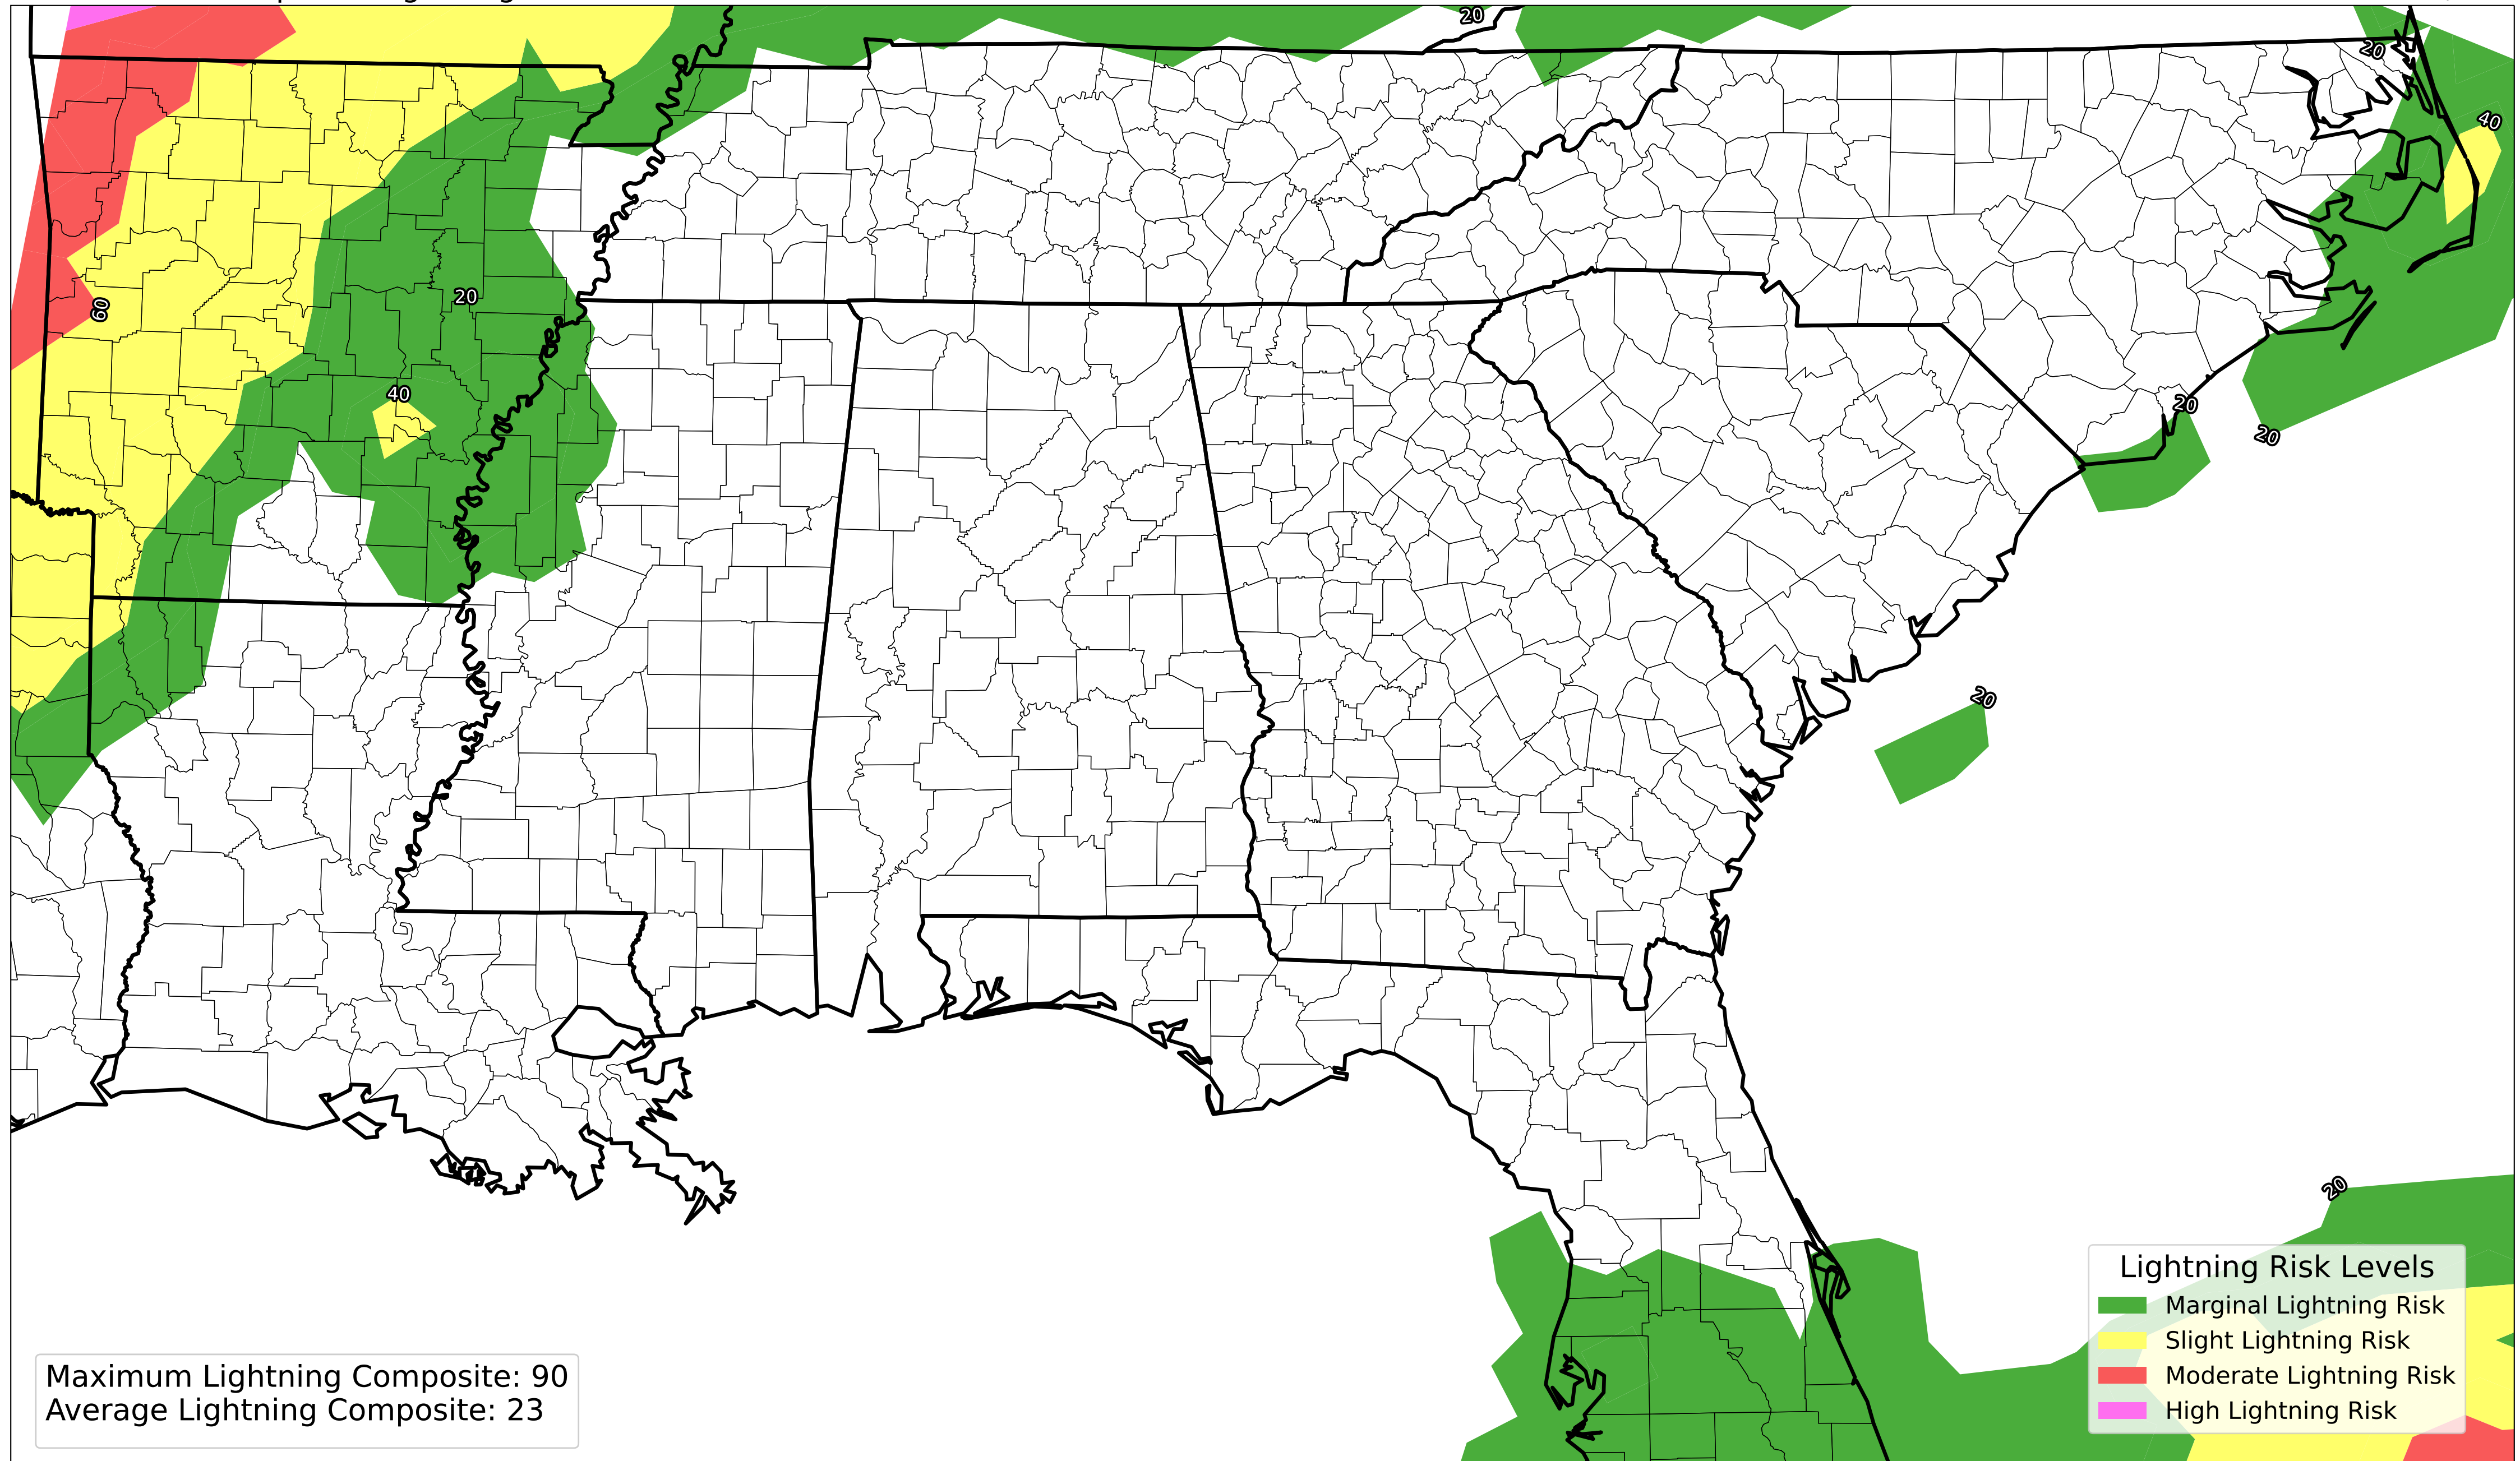 20
20
40
60
20
40
20
20
20
20
Lightning Risk Levels
Marginal Lightning Risk
Slight Lightning Risk
Moderate Lightning Risk
High Lightning Risk
Maximum Lightning Composite: 90
Average Lightning Composite: 23